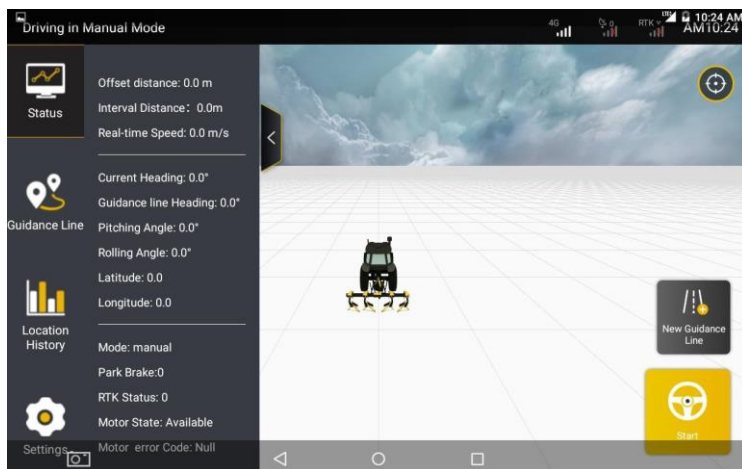 Driving in Manual Mode
4G
0
RTK
LTE
10:24 AM
AM10:24
Status
Guidance Line
Location
History
Settings
Offset distance: 0.0 m
Interval Distance： 0.0m
Real-time Speed: 0.0 m/s
Current Heading: 0.0°
Guidance line Heading: 0.0°
Pitching Angle: 0.0°
Rolling Angle: 0.0°
Latitude: 0.0
Longitude: 0.0
Mode: manual
Park Brake:0
RTK Status: 0
Motor State: Available
Motor error Code: Null
New Guidance
Line
Start